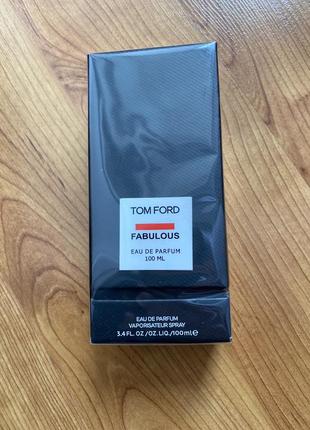 TOM FORD
FABULOUS
EAU DE PARFUM
100 ML
EAU DE PARFUM
VAPORISATEUR SPRAY
3.4 FL. OZ /OZ.LIQ./100ml℮